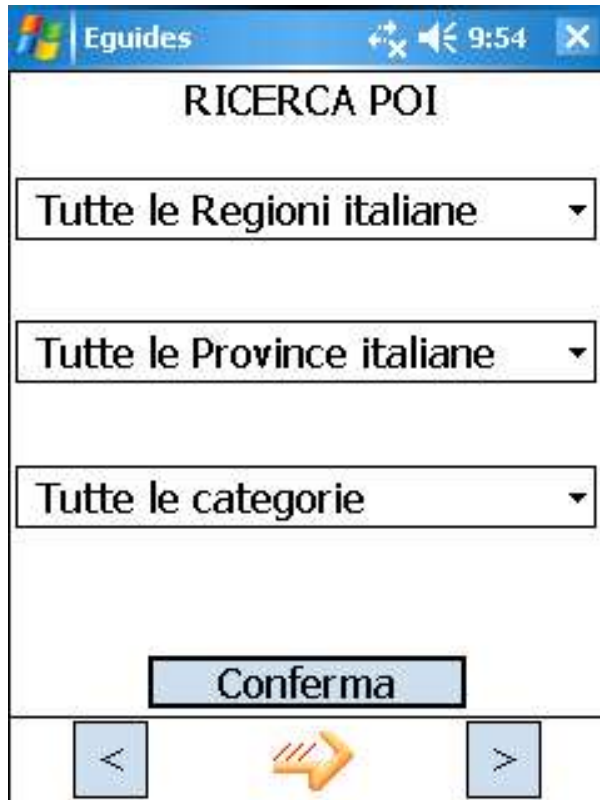 Eguides 9:54
RICERCA POI
Tutte le Regioni italiane
Tutte le Province italiane
Tutte le categorie
Conferma
< >